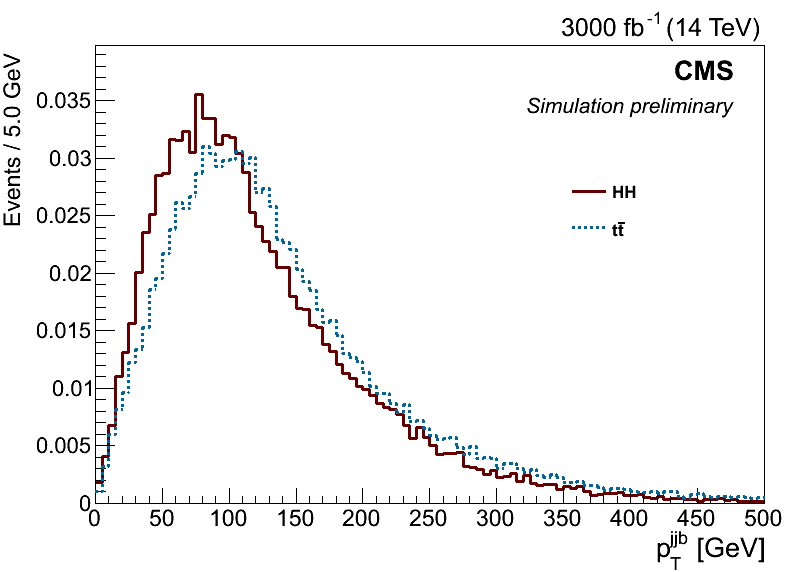 3000 fb⁻¹ (14 TeV)
CMS
Simulation preliminary
Events / 5.0 GeV
0.035
0.03
0.025
0.02
0.015
0.01
0.005
0
HH
tt̄
0 50 100 150 200 250 300 350 400 450 500
p_T^jjb [GeV]